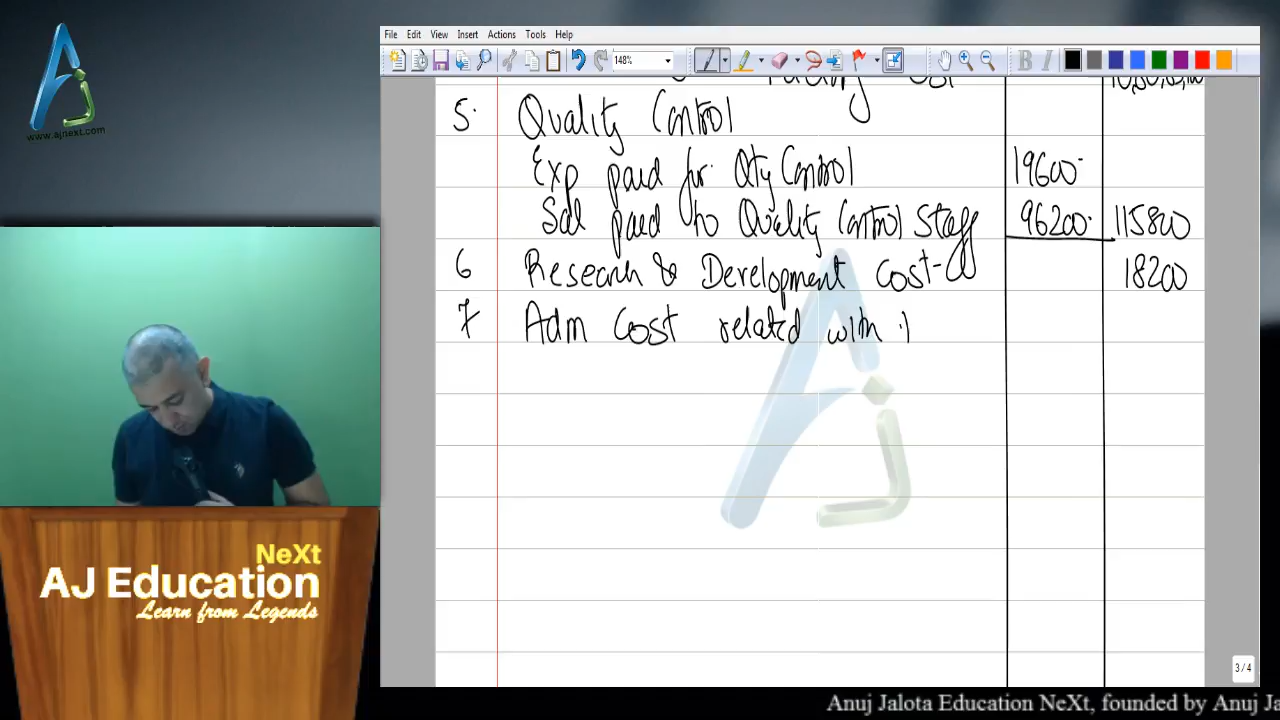 www.ajnext.com
File Edit View Insert Actions Tools Help
148%
B I
5. Quality Control
Exp paid for Qty Control 19600
Sal paid to Quality Control Staff 96200 115800
6 Research & Development Cost 18200
7 Adm Cost related with
3/4
NeXt
AJ Education
Learn from Legends
Anuj Jalota Education NeXt, founded by Anuj Ja